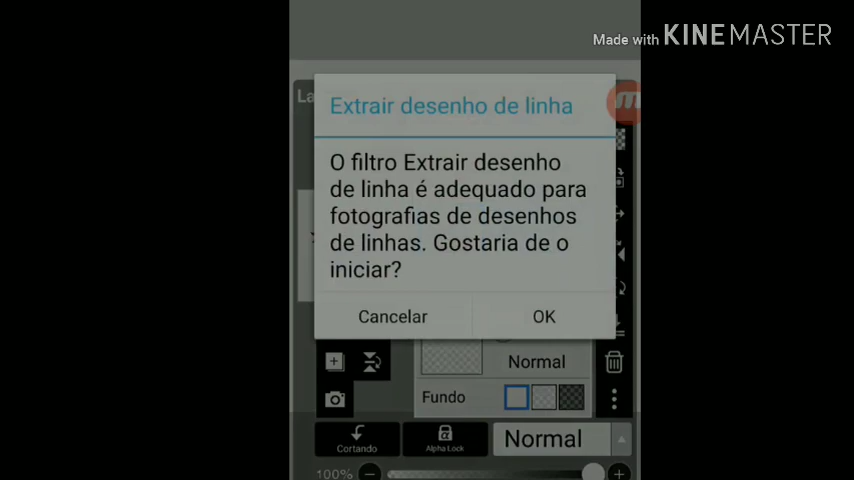 Made with KINEMASTER
La
Extrair desenho de linha
O filtro Extrair desenho
de linha é adequado para
fotografias de desenhos
de linhas. Gostaria de o
iniciar?
Cancelar OK
Normal
Fundo
Cortando Alpha Lock Normal
100%